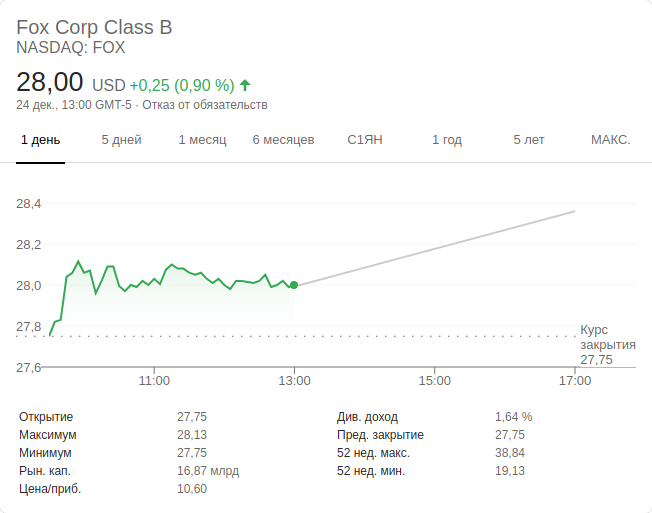 Fox Corp Class B
NASDAQ: FOX
28,00 USD +0,25 (0,90 %)
24 дек., 13:00 GMT-5 · Отказ от обязательств
1 день 5 дней 1 месяц 6 месяцев С1ЯН 1 год 5 лет МАКС.
28,4
28,2
28,0
27,8
27,6
Курс
закрытия
27,75
11:00 13:00 15:00 17:00
Открытие 27,75
Максимум 28,13
Минимум 27,75
Рын. кап. 16,87 млрд
Цена/приб. 10,60
Див. доход 1,64 %
Пред. закрытие 27,75
52 нед. макс. 38,84
52 нед. мин. 19,13